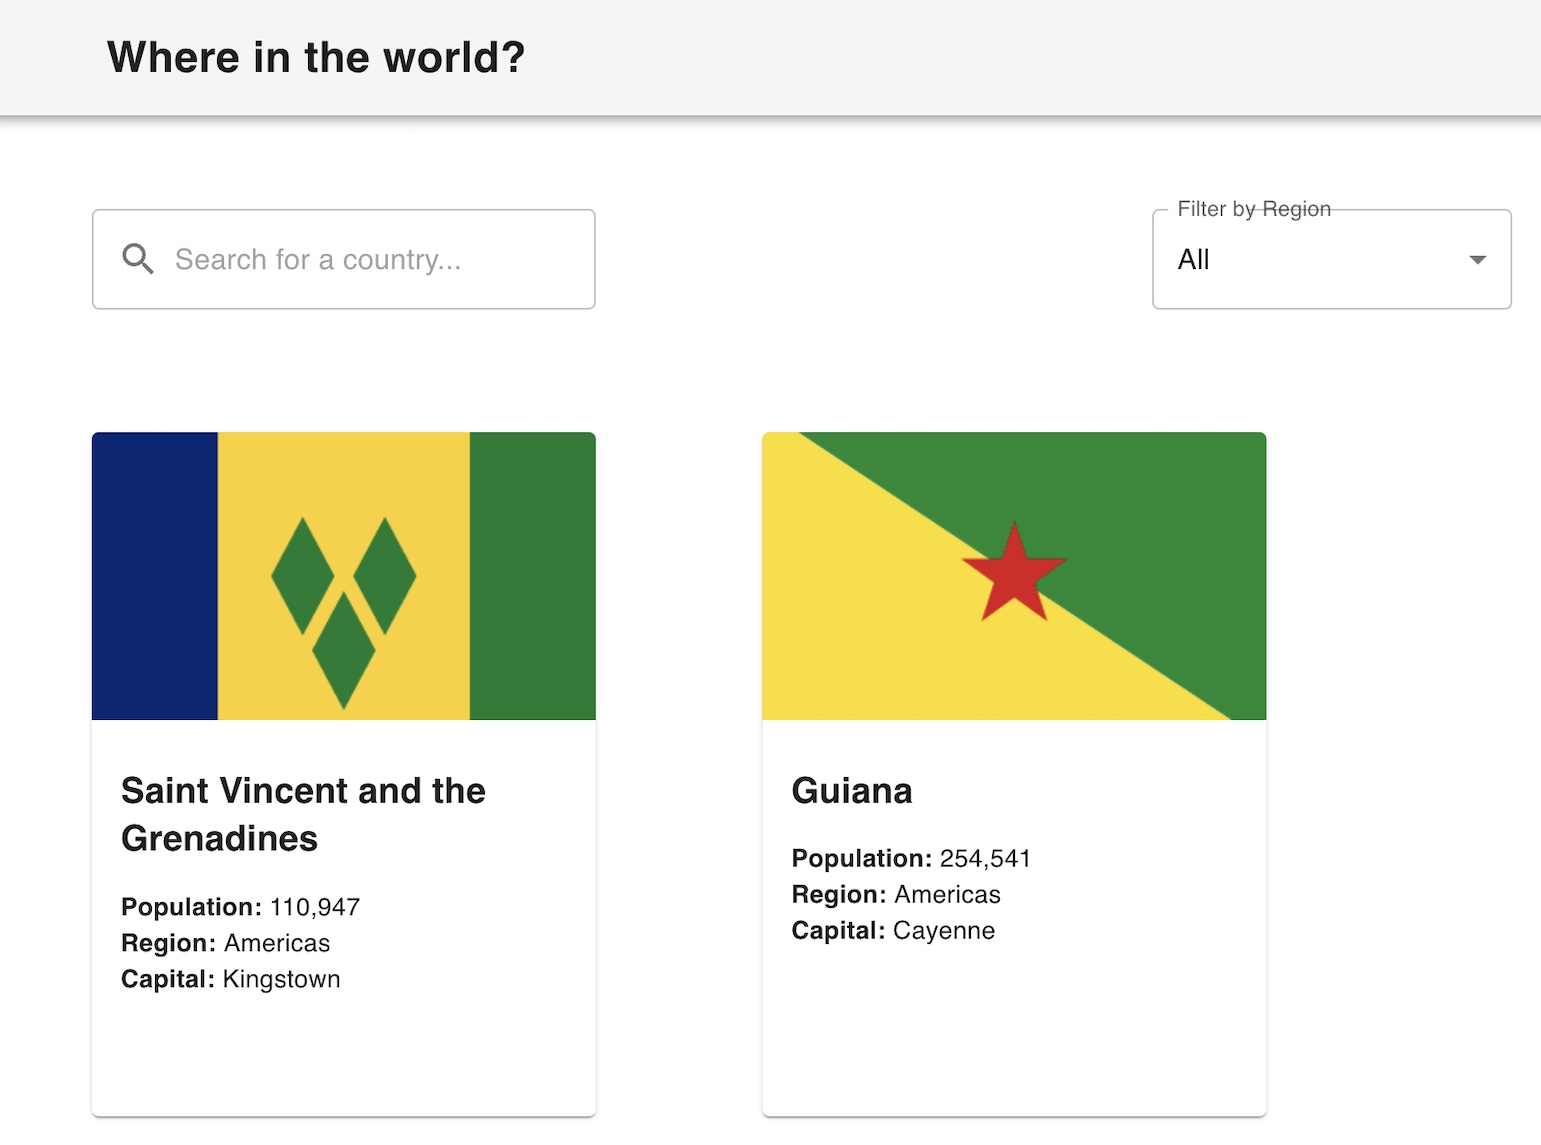 Where in the world?
Search for a country...
Filter by Region
All
Saint Vincent and the
Grenadines
Population: 110,947
Region: Americas
Capital: Kingstown
Guiana
Population: 254,541
Region: Americas
Capital: Cayenne